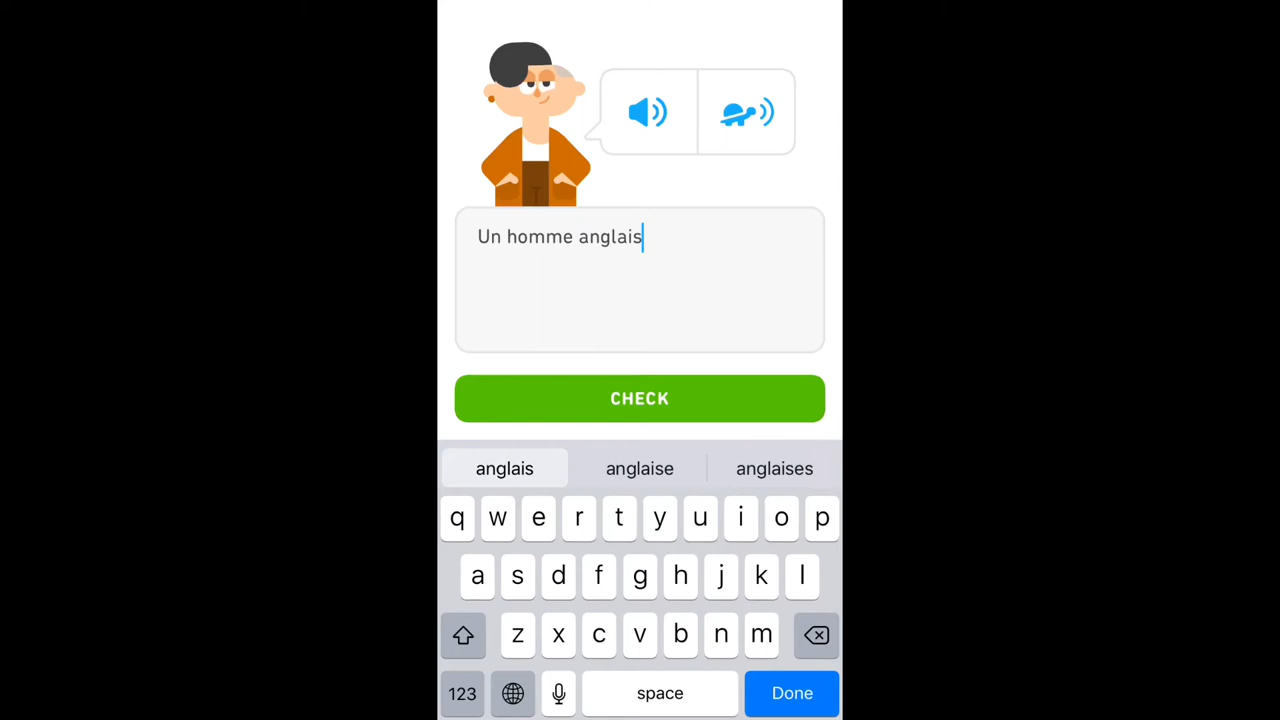 Un homme anglais
CHECK
anglais anglaise anglaises
q w e r t y u i o p
a s d f g h j k l
z x c v b n m
123 space Done